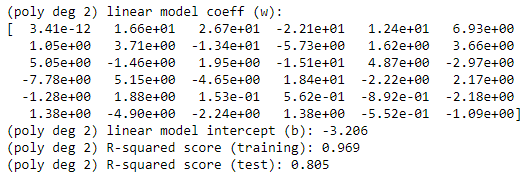 (poly deg 2) linear model coeff (w):
[  3.41e-12   1.66e+01   2.67e+01  -2.21e+01   1.24e+01   6.93e+00
   1.05e+00   3.71e+00  -1.34e+01  -5.73e+00   1.62e+00   3.66e+00
   5.05e+00  -1.46e+00   1.95e+00  -1.51e+01   4.87e+00  -2.97e+00
  -7.78e+00   5.15e+00  -4.65e+00   1.84e+01  -2.22e+00   2.17e+00
  -1.28e+00   1.88e+00   1.53e-01   5.62e-01  -8.92e-01  -2.18e+00
   1.38e+00  -4.90e+00  -2.24e+00   1.38e+00  -5.52e-01  -1.09e+00]
(poly deg 2) linear model intercept (b): -3.206
(poly deg 2) R-squared score (training): 0.969
(poly deg 2) R-squared score (test): 0.805